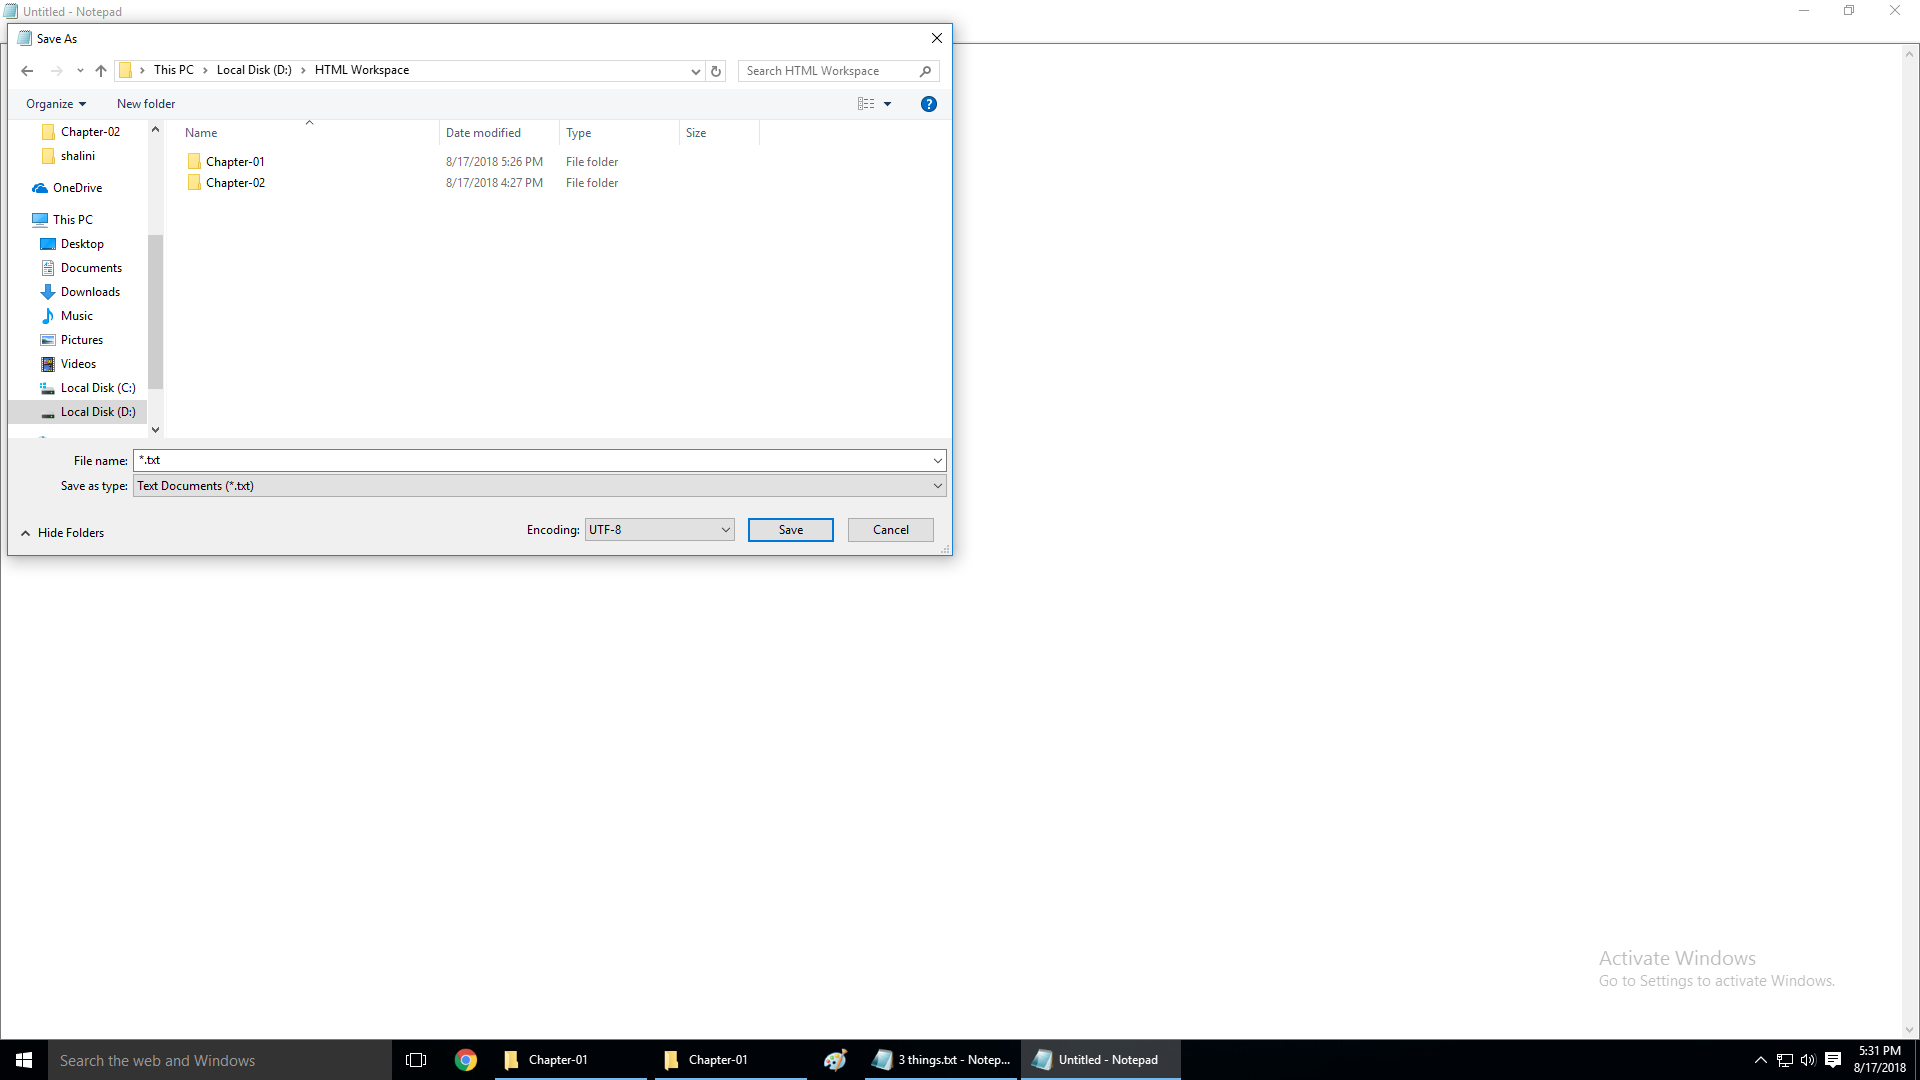 Untitled - Notepad
Save As
This PC
Local Disk (D:)
HTML Workspace
Search HTML Workspace
Organize
New folder
?
Chapter-02
shalini
OneDrive
This PC
Desktop
Documents
Downloads
Music
Pictures
Videos
Local Disk (C:)
Local Disk (D:)
Name Date modified Type Size
Chapter-01 8/17/2018 5:26 PM File folder
Chapter-02 8/17/2018 4:27 PM File folder
File name: *.txt
Save as type: Text Documents (*.txt)
Hide Folders
Encoding: UTF-8
Save
Cancel
Activate Windows
Go to Settings to activate Windows.
Search the web and Windows
Chapter-01
Chapter-01
3 things.txt - Notep...
Untitled - Notepad
5:31 PM
8/17/2018